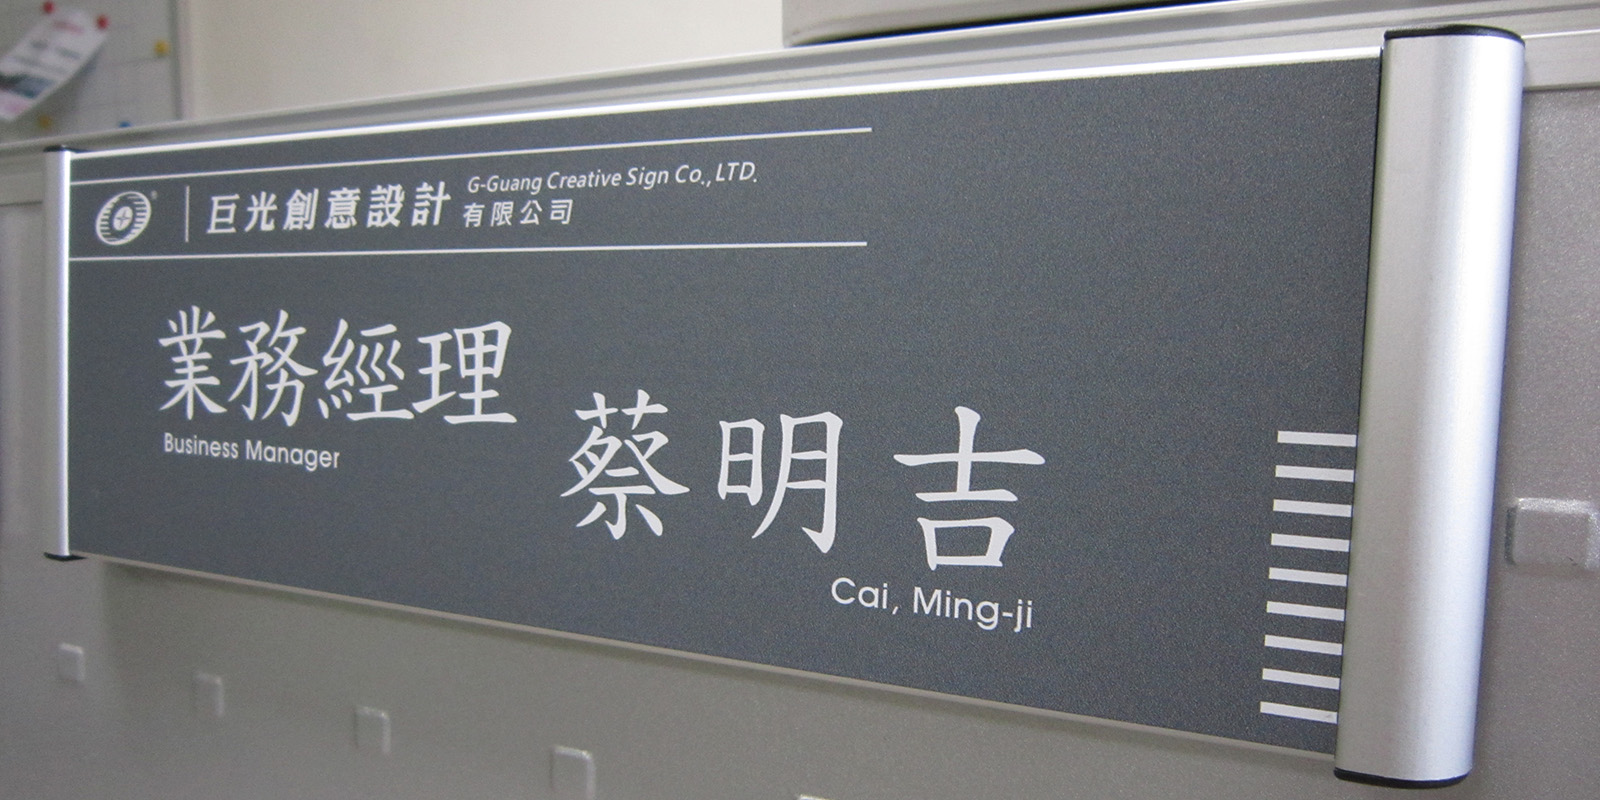 巨光創意設計 G-Guang Creative Sign Co., LTD.
有限公司
業務經理
Business Manager
蔡明吉
Cai, Ming-ji